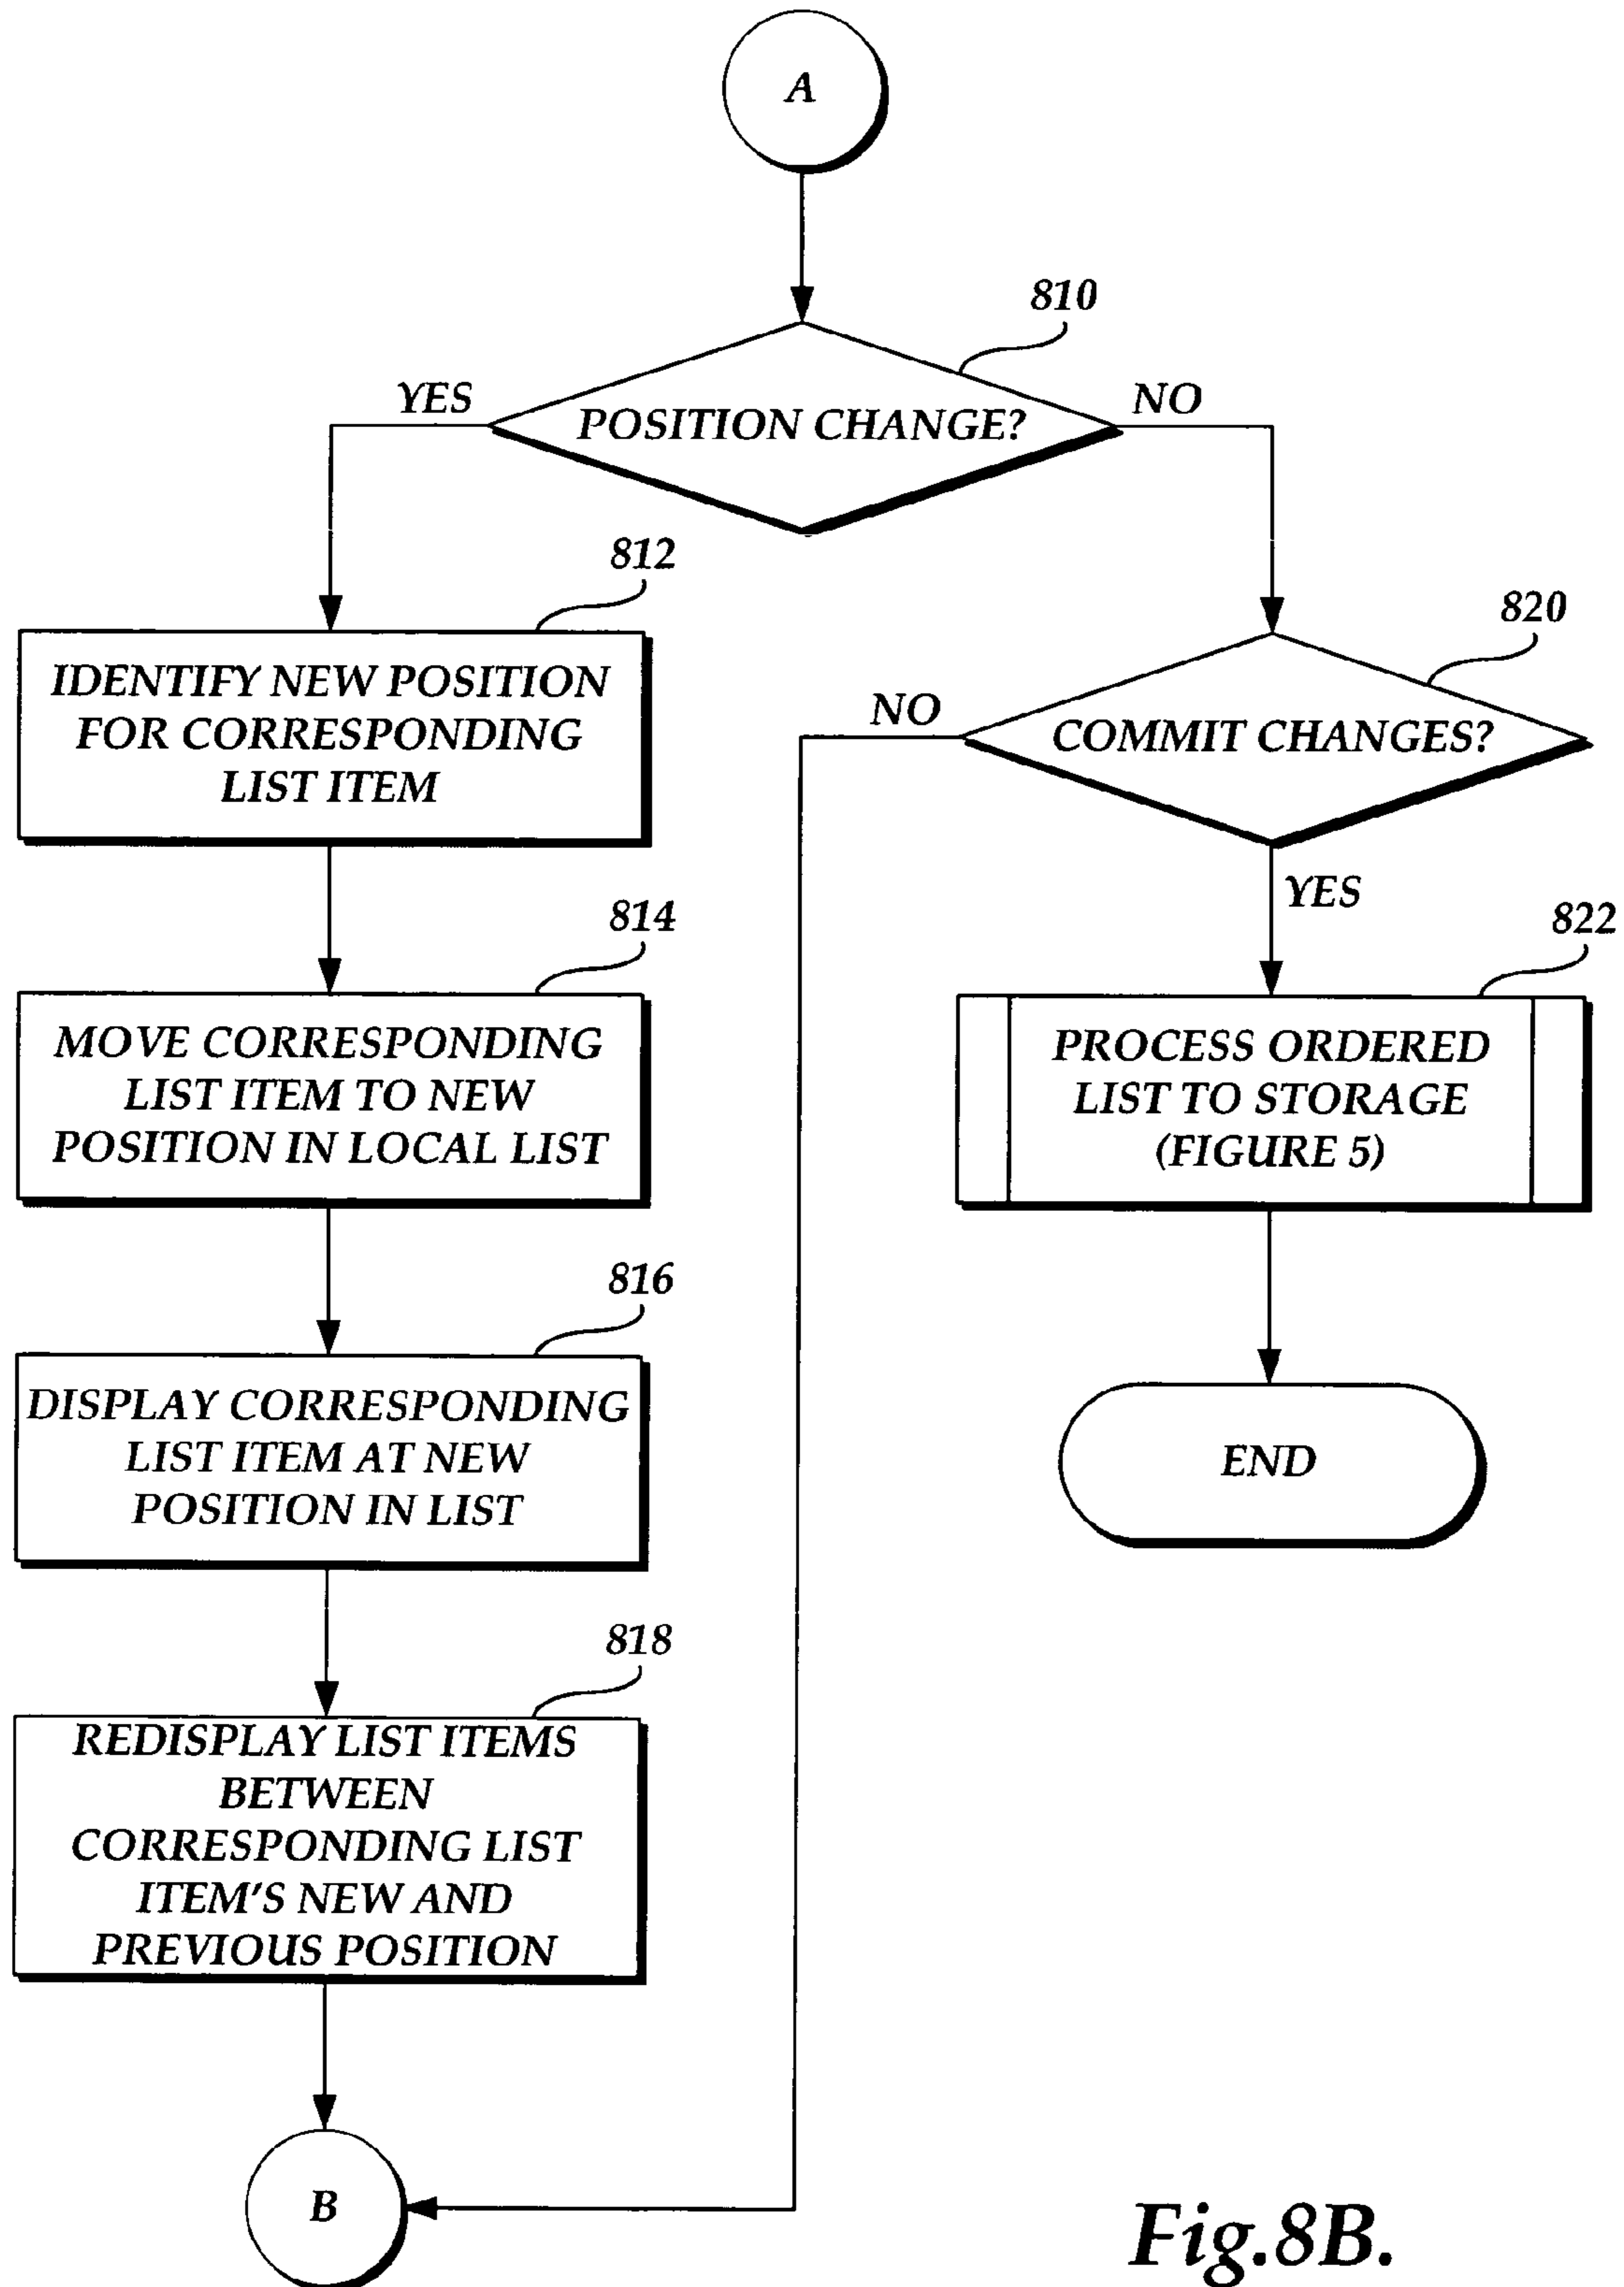 A
810
POSITION CHANGE?
YES
NO
812
IDENTIFY NEW POSITION
FOR CORRESPONDING
LIST ITEM
820
COMMIT CHANGES?
NO
YES
814
MOVE CORRESPONDING
LIST ITEM TO NEW
POSITION IN LOCAL LIST
822
PROCESS ORDERED
LIST TO STORAGE
(FIGURE 5)
816
DISPLAY CORRESPONDING
LIST ITEM AT NEW
POSITION IN LIST
END
818
REDISPLAY LIST ITEMS
BETWEEN
CORRESPONDING LIST
ITEM'S NEW AND
PREVIOUS POSITION
B
Fig.8B.